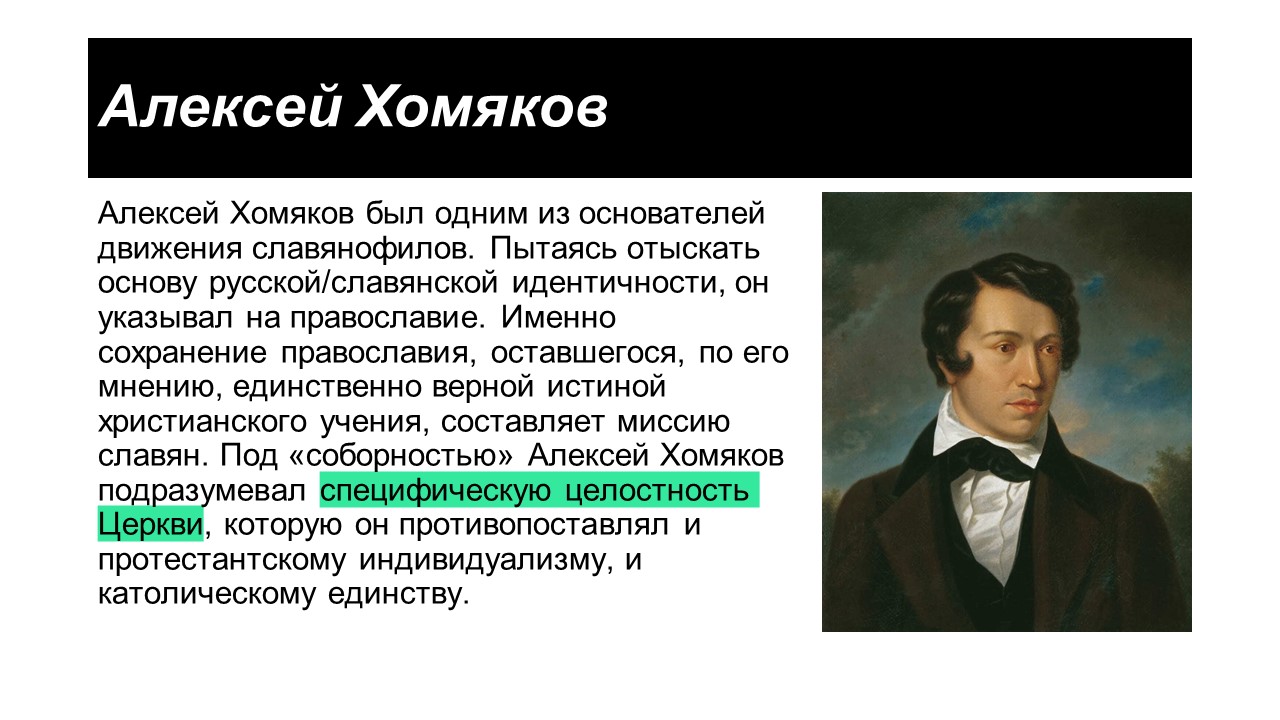 Алексей Хомяков
Алексей Хомяков был одним из основателей
движения славянофилов. Пытаясь отыскать
основу русской/славянской идентичности, он
указывал на православие. Именно
сохранение православия, оставшегося, по его
мнению, единственно верной истиной
христианского учения, составляет миссию
славян. Под «соборностью» Алексей Хомяков
подразумевал специфическую целостность
Церкви, которую он противопоставлял и
протестантскому индивидуализму, и
католическому единству.